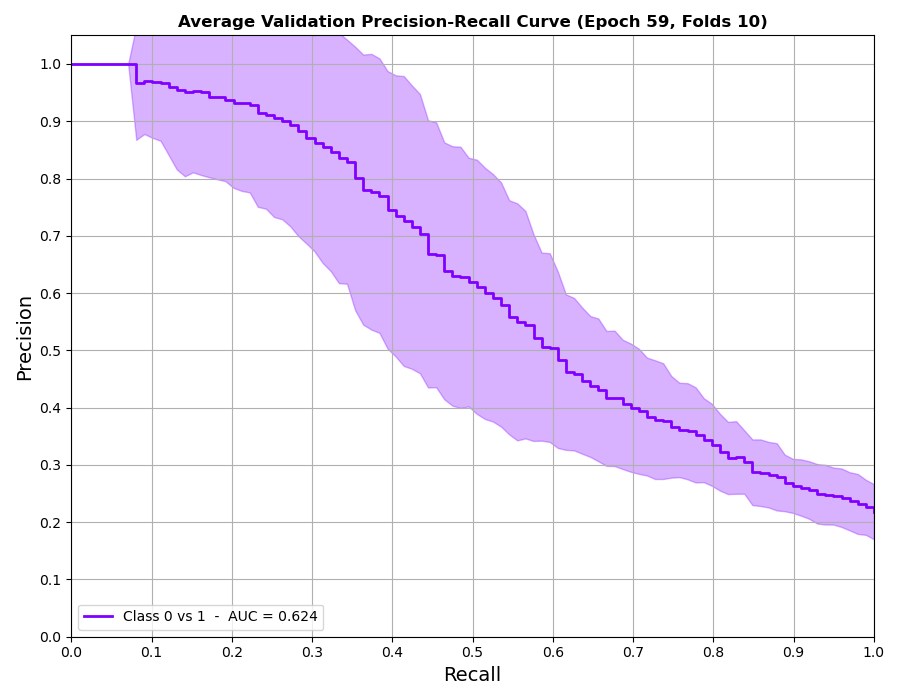 Average Validation Precision-Recall Curve (Epoch 59, Folds 10)
Precision
1.0
0.9
0.8
0.7
0.6
0.5
0.4
0.3
0.2
0.1
0.0
Class 0 vs 1 - AUC = 0.624
0.0 0.1 0.2 0.3 0.4 0.5 0.6 0.7 0.8 0.9 1.0
Recall